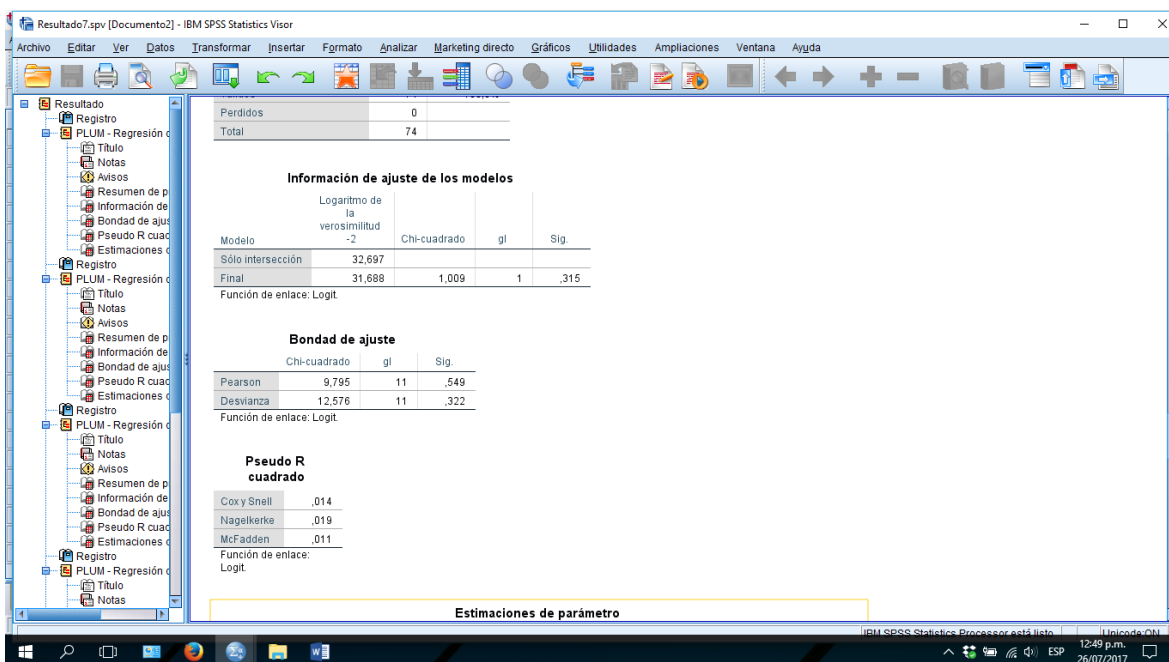 Resultado7.spv [Documento2] - IBM SPSS Statistics Visor
Archivo Editar Ver Datos Transformar Insertar Formato Analizar Marketing directo Gráficos Utilidades Ampliaciones Ventana Ayuda
Resultado
Registro
PLUM - Regresión o
Título
Notas
Avisos
Resumen de p
Información de
Bondad de ajus
Pseudo R cuac
Estimaciones d
Registro
PLUM - Regresión o
Título
Notas
Avisos
Resumen de p
Información de
Bondad de ajus
Pseudo R cuac
Estimaciones d
Registro
PLUM - Regresión o
Título
Notas
Avisos
Resumen de p
Información de
Bondad de ajus
Pseudo R cuac
Estimaciones d
Registro
PLUM - Regresión o
Título
Notas
Perdidos 0
Total 74
Información de ajuste de los modelos
Modelo Logaritmo de la verosimilitud -2 Chi-cuadrado gl Sig.
Sólo intersección 32,697
Final 31,688 1,009 1 ,315
Función de enlace: Logit.
Bondad de ajuste
Chi-cuadrado gl Sig.
Pearson 9,795 11 ,549
Desvianza 12,576 11 ,322
Función de enlace: Logit.
Pseudo R
cuadrado
Cox y Snell ,014
Nagelkerke ,019
McFadden ,011
Función de enlace:
Logit.
Estimaciones de parámetro
IBM SPSS Statistics Processor está listo Unicode:ON
ESP 12:49 p.m.
26/07/2017